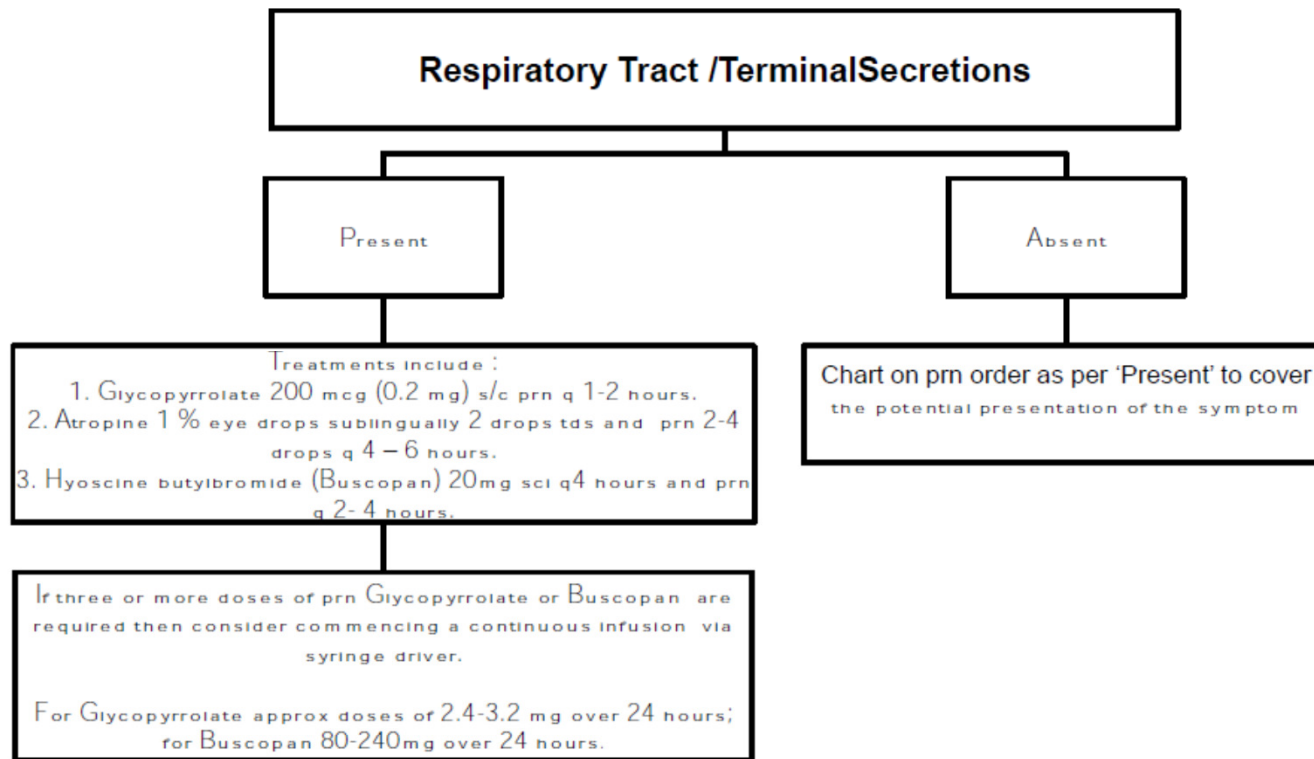 Respiratory Tract /TerminalSecretions
Present
Absent
Treatments include :
1. Glycopyrrolate 200 mcg (0.2 mg) s/c prn q 1-2 hours.
2. Atropine 1 % eye drops sublingually 2 drops tds and prn 2-4
drops q 4 – 6 hours.
3. Hyoscine butylbromide (Buscopan) 20mg sci q4 hours and prn
q 2- 4 hours.
Chart on prn order as per ‘Present’ to cover
the potential presentation of the symptom
If three or more doses of prn Glycopyrrolate or Buscopan are
required then consider commencing a continuous infusion via
syringe driver.
For Glycopyrrolate approx doses of 2.4-3.2 mg over 24 hours;
for Buscopan 80-240mg over 24 hours.